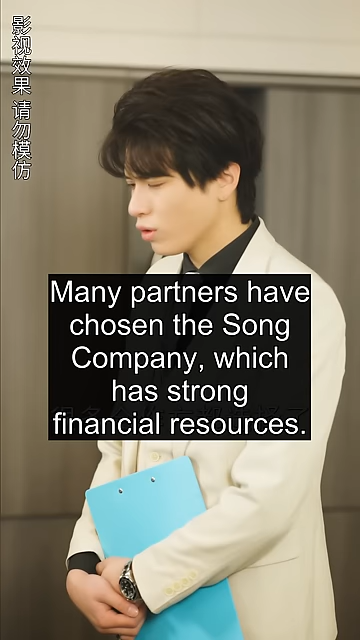 影视效果 请勿模仿
Many partners have
chosen the Song
Company, which
has strong
financial resources.